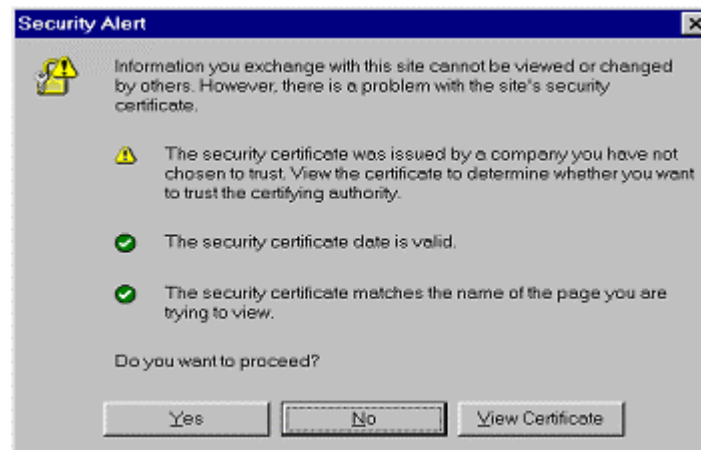 Security Alert
Information you exchange with this site cannot be viewed or changed
by others. However, there is a problem with the site's security
certificate.
The security certificate was issued by a company you have not
chosen to trust. View the certificate to determine whether you want
to trust the certifying authority.
The security certificate date is valid.
The security certificate matches the name of the page you are
trying to view.
Do you want to proceed?
Yes No View Certificate